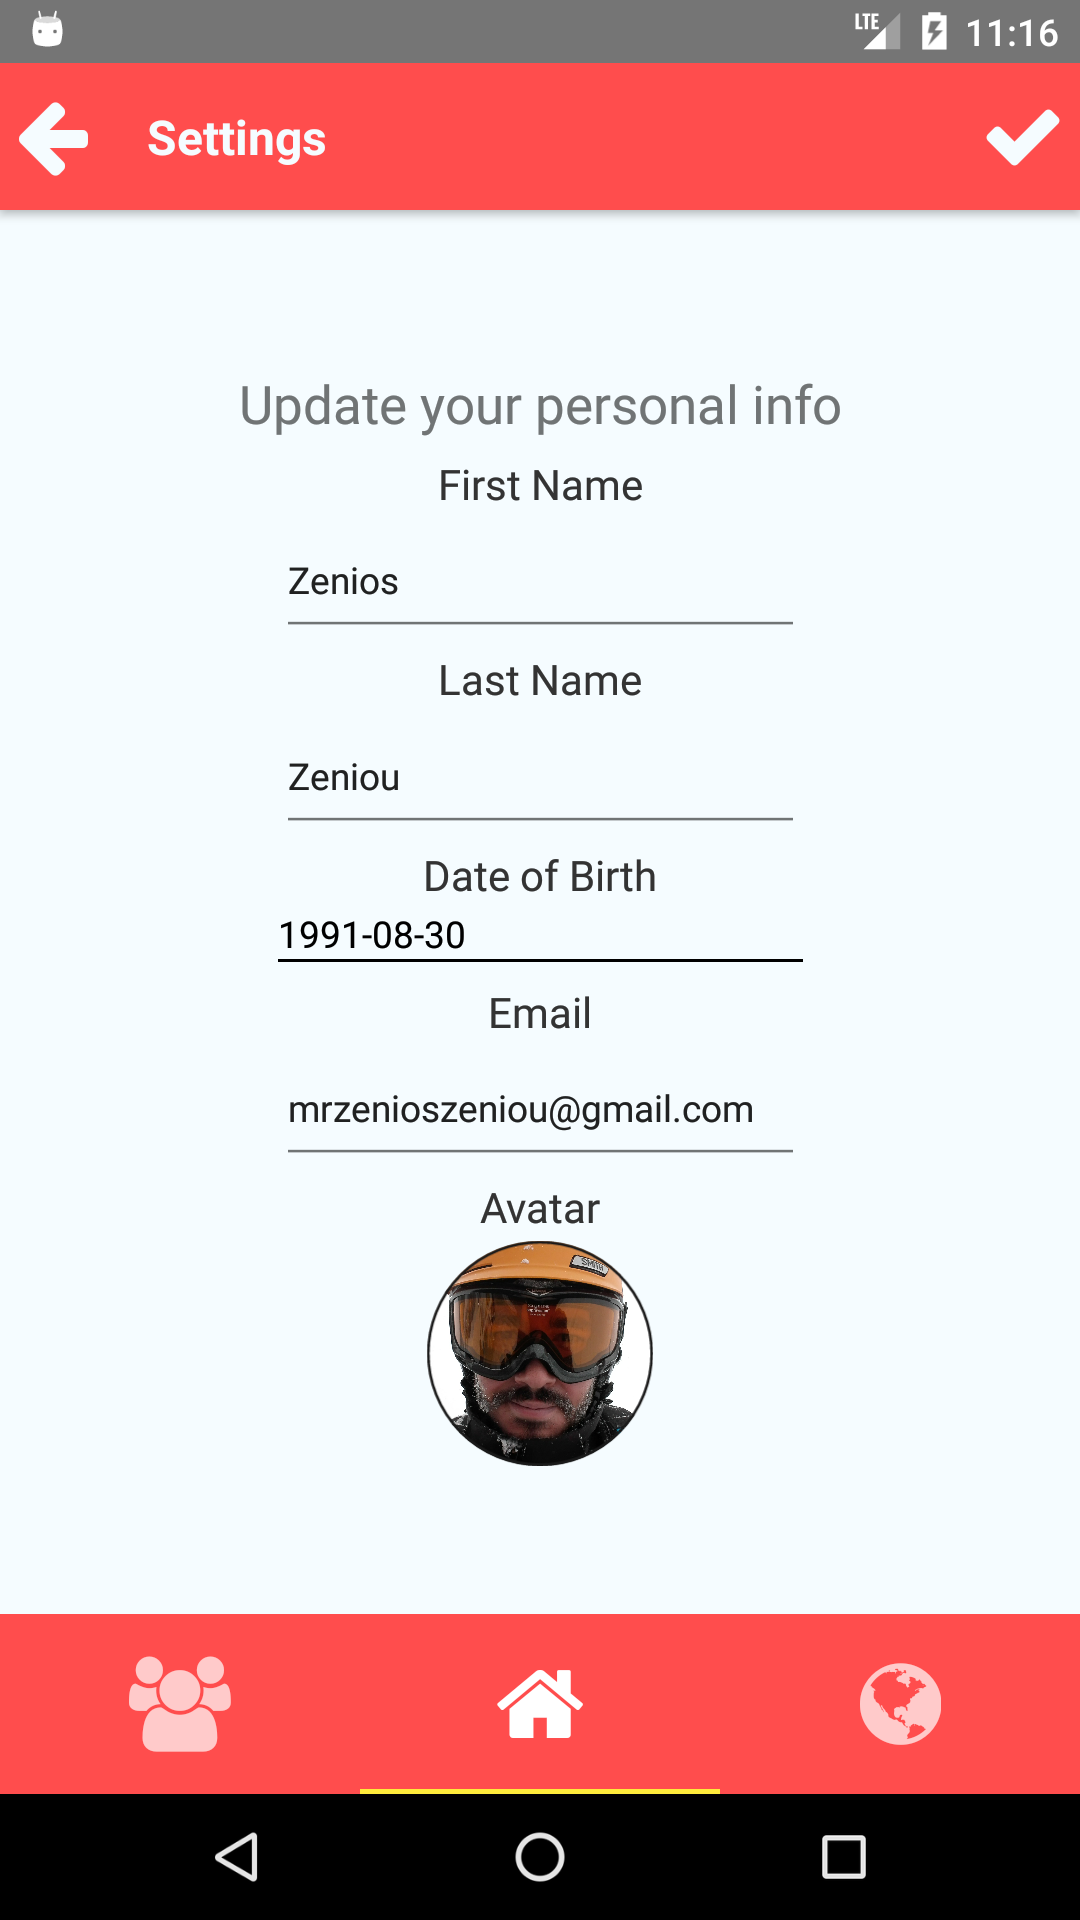 LTE 11:16
Settings
Update your personal info
First Name
Zenios
Last Name
Zeniou
Date of Birth
1991-08-30
Email
mrzenioszeniou@gmail.com
Avatar
SMITH